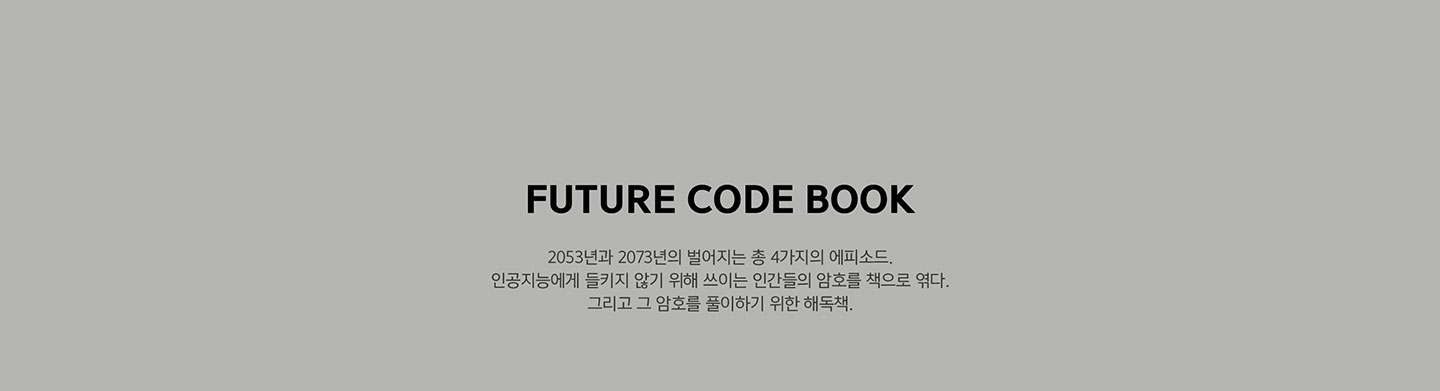 FUTURE CODE BOOK
2053년과 2073년의 벌어지는 총 4가지의 에피소드.
인공지능에게 들키지 않기 위해 쓰이는 인간들의 암호를 책으로 엮다.
그리고 그 암호를 풀이하기 위한 해독책.